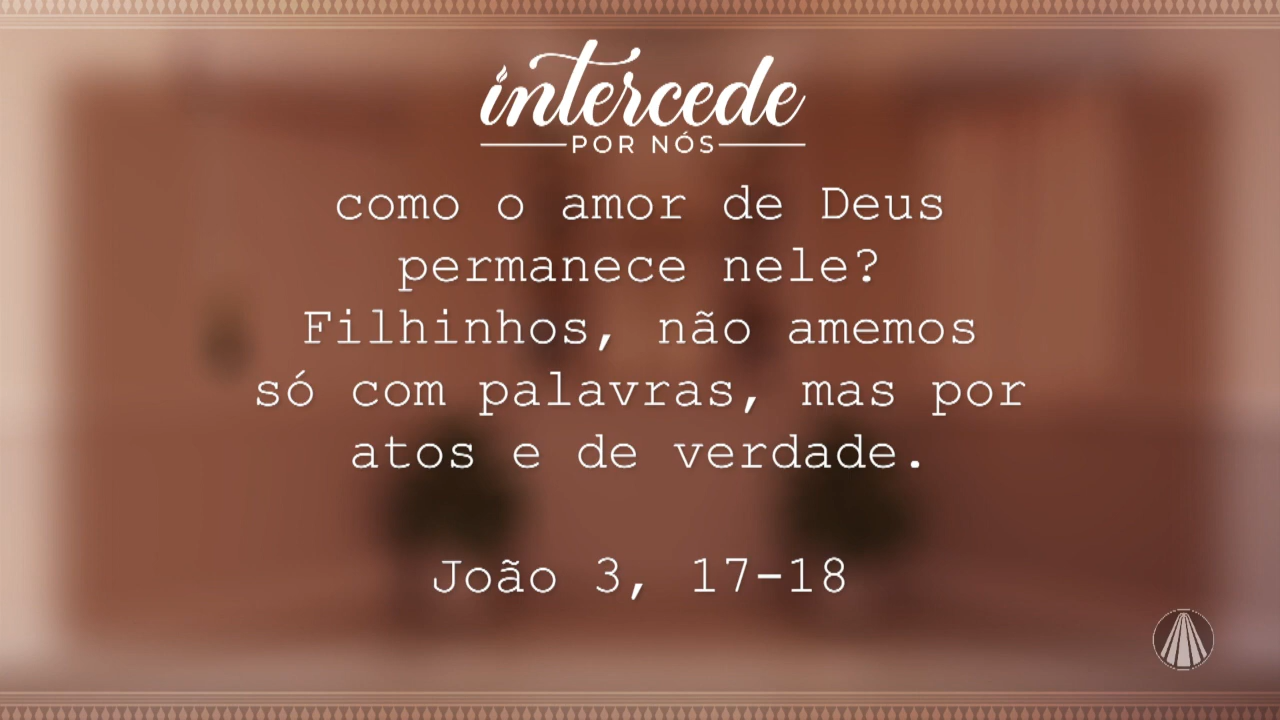 intercede
POR NÓS
como o amor de Deus
permanece nele?
Filhinhos, não amemos
só com palavras, mas por
atos e de verdade.
João 3, 17-18